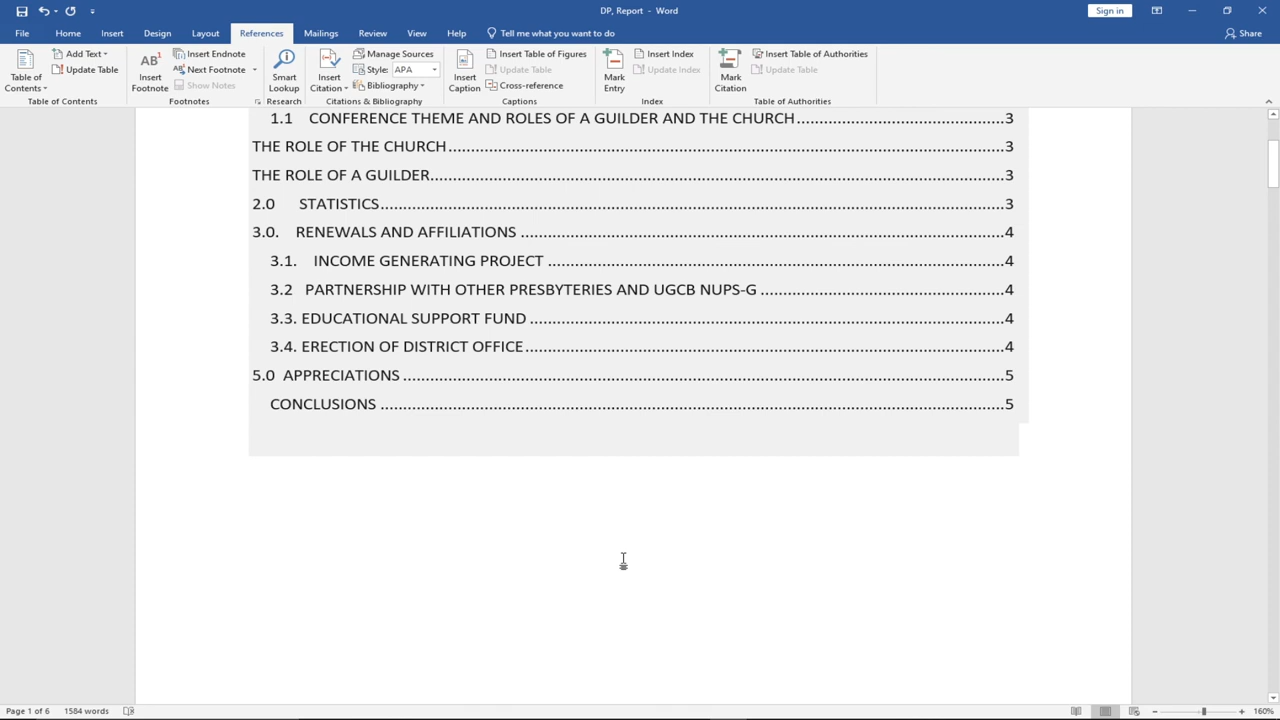 DP, Report - Word
Sign in
File Home Insert Design Layout References Mailings Review View Help Tell me what you want to do Share
Table of Contents
Add Text
Update Table
Table of Contents
AB1
Insert Footnote
Insert Endnote
Next Footnote
Show Notes
Footnotes
Smart Lookup
Research
Insert Citation
Manage Sources
Style: APA
Bibliography
Citations & Bibliography
Insert Caption
Insert Table of Figures
Update Table
Cross-reference
Captions
Mark Entry
Insert Index
Update Index
Index
Mark Citation
Insert Table of Authorities
Update Table
Table of Authorities
1.1 CONFERENCE THEME AND ROLES OF A GUILDER AND THE CHURCH 3
THE ROLE OF THE CHURCH 3
THE ROLE OF A GUILDER 3
2.0 STATISTICS 3
3.0. RENEWALS AND AFFILIATIONS 4
3.1. INCOME GENERATING PROJECT 4
3.2 PARTNERSHIP WITH OTHER PRESBYTERIES AND UGCB NUPS-G 4
3.3. EDUCATIONAL SUPPORT FUND 4
3.4. ERECTION OF DISTRICT OFFICE 4
5.0 APPRECIATIONS 5
CONCLUSIONS 5
Page 1 of 6 1584 words 160%